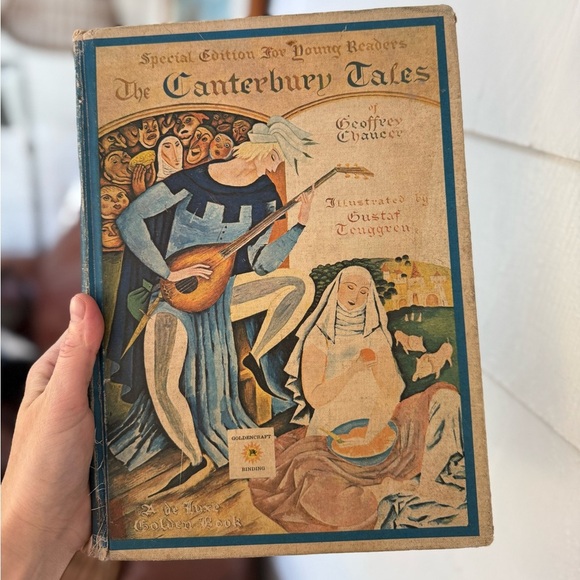 Special Edition For Young Readers
The Canterbury Tales
of
Geoffrey
Chaucer
Illustrated by
Gustaf
Tenggren
GOLDENCRAFT
BINDING
A de luxe
Golden Book